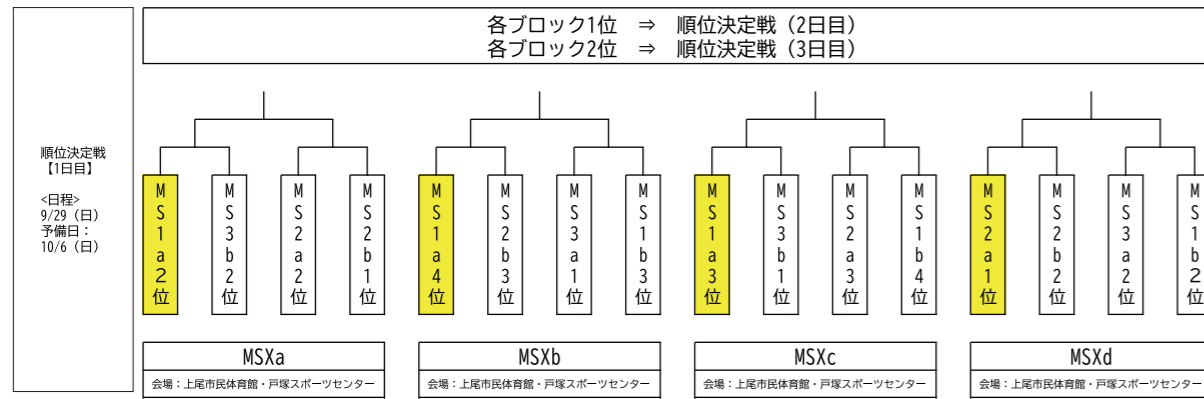 各ブロック1位　⇒　順位決定戦（2日目）
各ブロック2位　⇒　順位決定戦（3日目）
順位決定戦
【1日目】
<日程>
9/29（日）
予備日：
10/6（日）
MS1a2位
MS3b2位
MS2a2位
MS2b1位
MS1a4位
MS2b3位
MS3a1位
MS1b3位
MS1a3位
MS3b1位
MS2a3位
MS1b4位
MS2a1位
MS2b2位
MS3a2位
MS1b2位
MSXa
会場：上尾市民体育館・戸塚スポーツセンター
MSXb
会場：上尾市民体育館・戸塚スポーツセンター
MSXc
会場：上尾市民体育館・戸塚スポーツセンター
MSXd
会場：上尾市民体育館・戸塚スポーツセンター